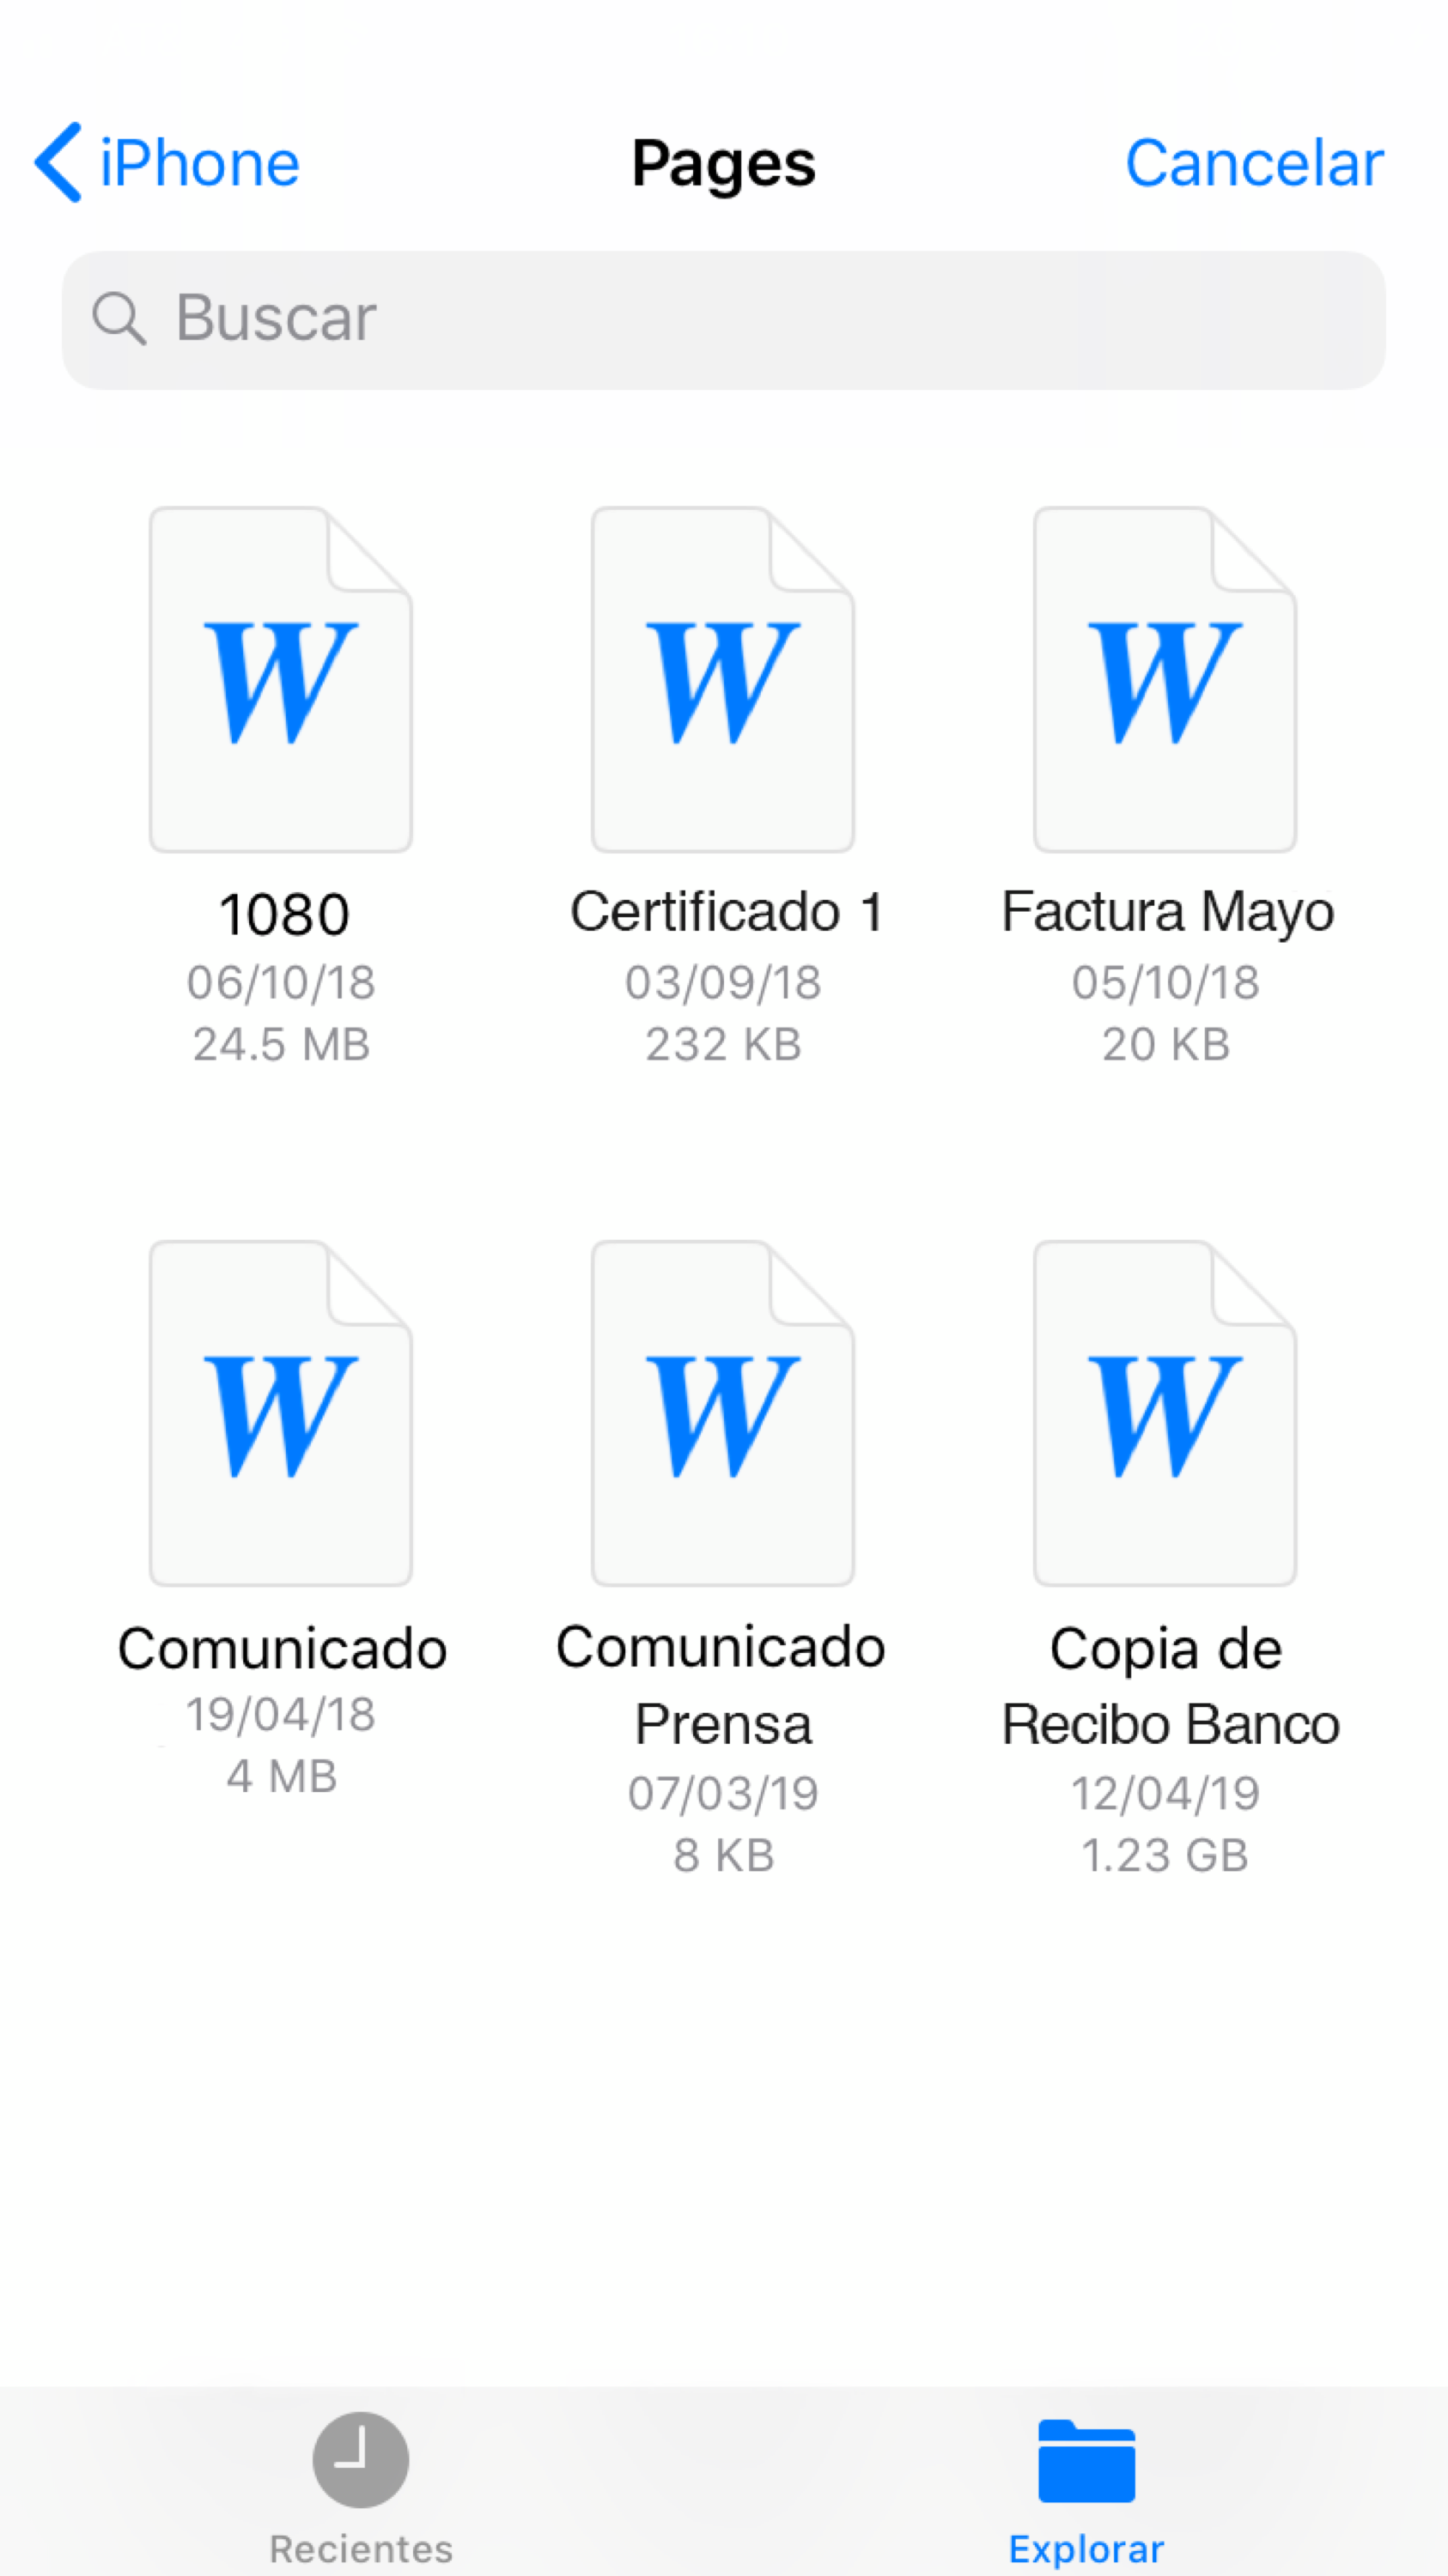 iPhone Pages Cancelar
Buscar
W W W
1080 Certificado 1 Factura Mayo
06/10/18 03/09/18 05/10/18
24.5 MB 232 KB 20 KB
W W W
Comunicado
19/04/18
4 MB
Comunicado
Prensa
07/03/19
8 KB
Copia de
Recibo Banco
12/04/19
1.23 GB
Recientes Explorar